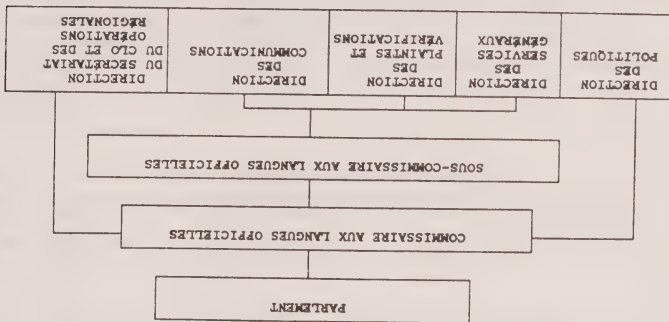 PARLEMENT
COMMISSAIRE AUX LANGUES OFFICIELLES
SOUS-COMMISSAIRE AUX LANGUES OFFICIELLES
DIRECTION
DES
POLITIQUES
DIRECTION
DES
SERVICES
GÉNÉRAUX
DIRECTION
DES
PLAINTES ET
VÉRIFICATIONS
DIRECTION
DES
COMMUNICATIONS
DIRECTION
DU SECRÉTARIAT
DU CLO ET DES
OPÉRATIONS
RÉGIONALES